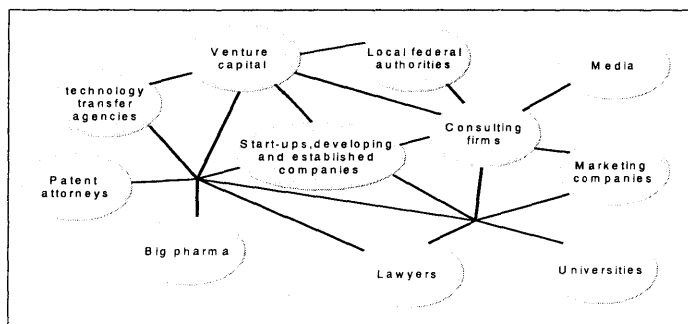 Venture
capital
Local federal
authorities
Media
technology
transfer
agencies
Start-ups,developing
and established
companies
Consulting
firms
Patent
attorneys
Marketing
companies
Big pharma
Lawyers
Universities